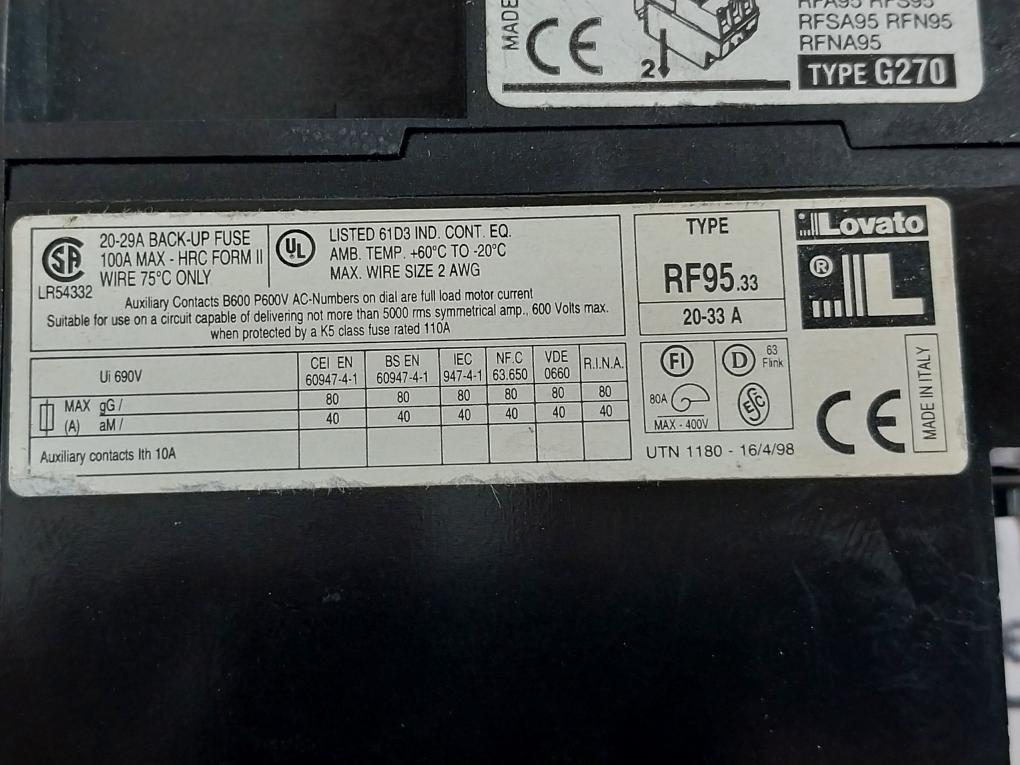 MADE
CE
2
RFA95 RFS95
RFSA95 RFN95
RFNA95
TYPE G270
SA
LR54332
20-29A BACK-UP FUSE
100A MAX - HRC FORM II
WIRE 75°C ONLY
UL
LISTED 61D3 IND. CONT. EQ.
AMB. TEMP. +60°C TO -20°C
MAX. WIRE SIZE 2 AWG
Auxiliary Contacts B600 P600V AC-Numbers on dial are full load motor current
Suitable for use on a circuit capable of delivering not more than 5000 rms symmetrical amp., 600 Volts max.
when protected by a K5 class fuse rated 110A
TYPE
RF95.33
20-33 A
Lovato
® L
Ui 690V
CEI EN 60947-4-1
BS EN 60947-4-1
IEC 947-4-1
NF.C 63.650
VDE 0660
R.I.N.A.
MAX (A)
gG / 80 80 80 80 80 80
aM / 40 40 40 40 40 40
Auxiliary contacts Ith 10A
FI
D
63
Flink
80A
MAX - 400V
UTN 1180 - 16/4/98
CE
MADE IN ITALY